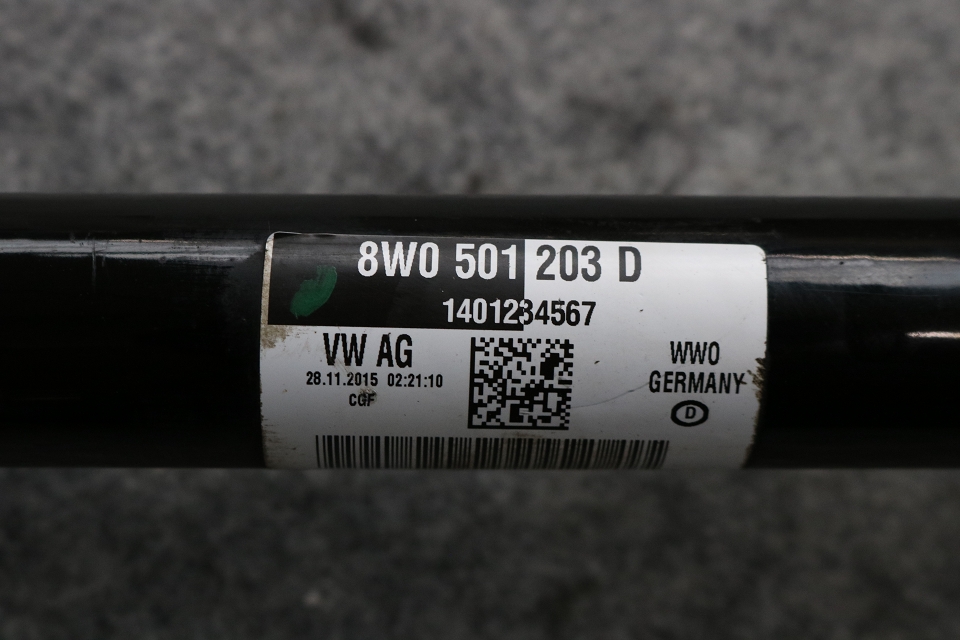 8W0 501 203 D
1401234567
VW AG
28.11.2015 02:21:10
CGF
WWO
GERMANY
D